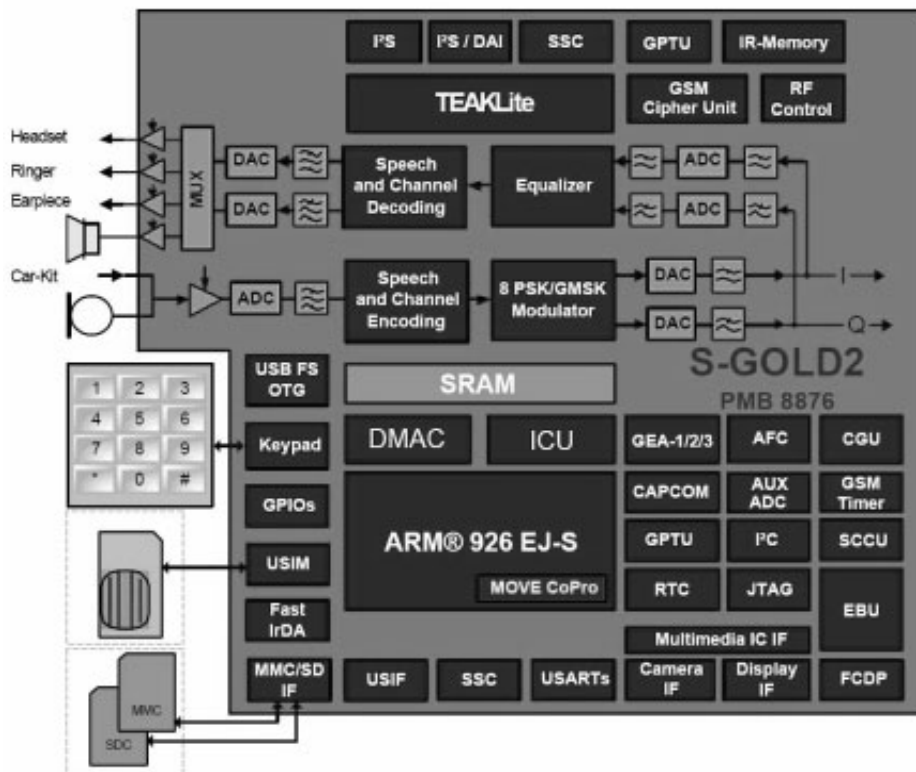 I²S
I²S / DAI
SSC
GPTU
IR-Memory
TEAKLite
GSM
Cipher Unit
RF
Control
Headset
Ringer
Earpiece
Car-Kit
MUX
DAC
DAC
Speech
and Channel
Decoding
Equalizer
ADC
ADC
ADC
Speech
and Channel
Encoding
8 PSK/GMSK
Modulator
DAC
DAC
I
Q
S-GOLD2
PMB 8876
1 2 3
4 5 6
7 8 9
* 0 #
USB FS
OTG
Keypad
GPIOs
USIM
Fast
IrDA
MMC/SD
IF
MMC
SDC
SRAM
DMAC
ICU
ARM® 926 EJ-S
MOVE CoPro
GEA-1/2/3
AFC
CGU
CAPCOM
AUX
ADC
GSM
Timer
GPTU
I²C
SCCU
RTC
JTAG
EBU
Multimedia IC IF
USIF
SSC
USARTs
Camera
IF
Display
IF
FCDP